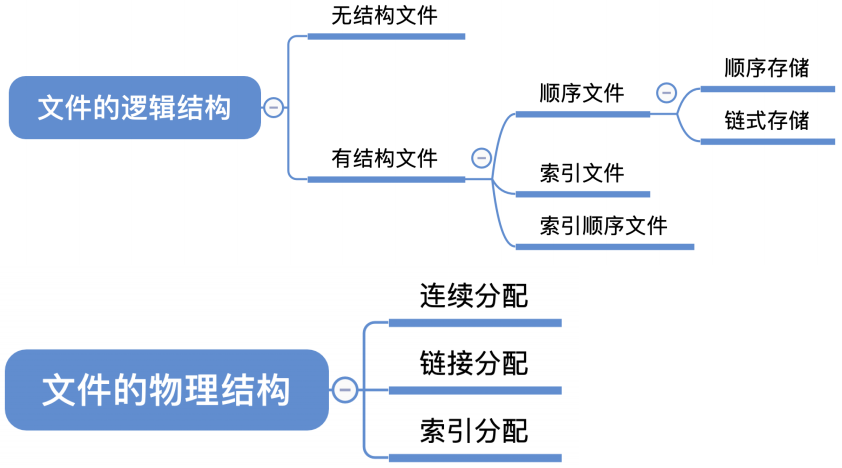 文件的逻辑结构
无结构文件
有结构文件
顺序文件
顺序存储
链式存储
索引文件
索引顺序文件
文件的物理结构
连续分配
链接分配
索引分配